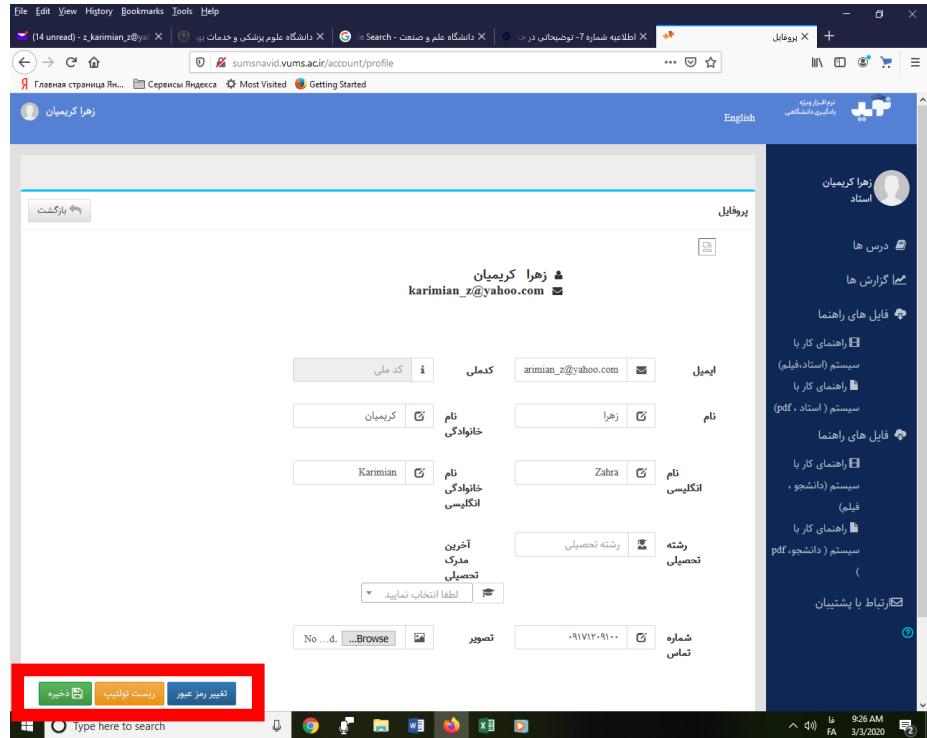 File Edit View History Bookmarks Tools Help
(14 unread) - z_karimian_z@ya
دانشگاه علوم پزشکی و خدمات به
دانشگاه علم و صنعت - Search
اطلاعیه شماره 7- توضیحاتی در خ
پروفایل
sumsnavid.vums.ac.ir/account/profile
Главная страница Ян...
Сервисы Яндекса
Most Visited
Getting Started
زهرا کریمیان
English
نرم افزار ویژه
یادگیری دانشگاهی
نوید
زهرا کریمیان
استاد
درس ها
گزارش ها
فایل های راهنما
راهنمای کار با
سیستم (استاد،فیلم)
راهنمای کار با
سیستم ( استاد ، pdf)
فایل های راهنما
راهنمای کار با
سیستم (دانشجو ،
فیلم)
راهنمای کار با
سیستم ( دانشجو، pdf
)
ارتباط با پشتیبان
پروفایل
بازگشت
زهرا کریمیان
karimian_z@yahoo.com
ایمیل
arimian_z@yahoo.com
کدملی
کد ملی
نام
زهرا
نام
خانوادگی
کریمیان
نام
انگلیسی
Zahra
نام
خانوادگی
انگلیسی
Karimian
رشته
تحصیلی
رشته تحصیلی
آخرین
مدرک
تحصیلی
لطفا انتخاب نمایید
شماره
تماس
۰۹۱۷۱۲۰۹۱۰۰
تصویر
Browse...
No ...d.
تغییر رمز عبور
ریست تولتیپ
ذخیره
Type here to search
فا
FA
9:26 AM
3/3/2020
2